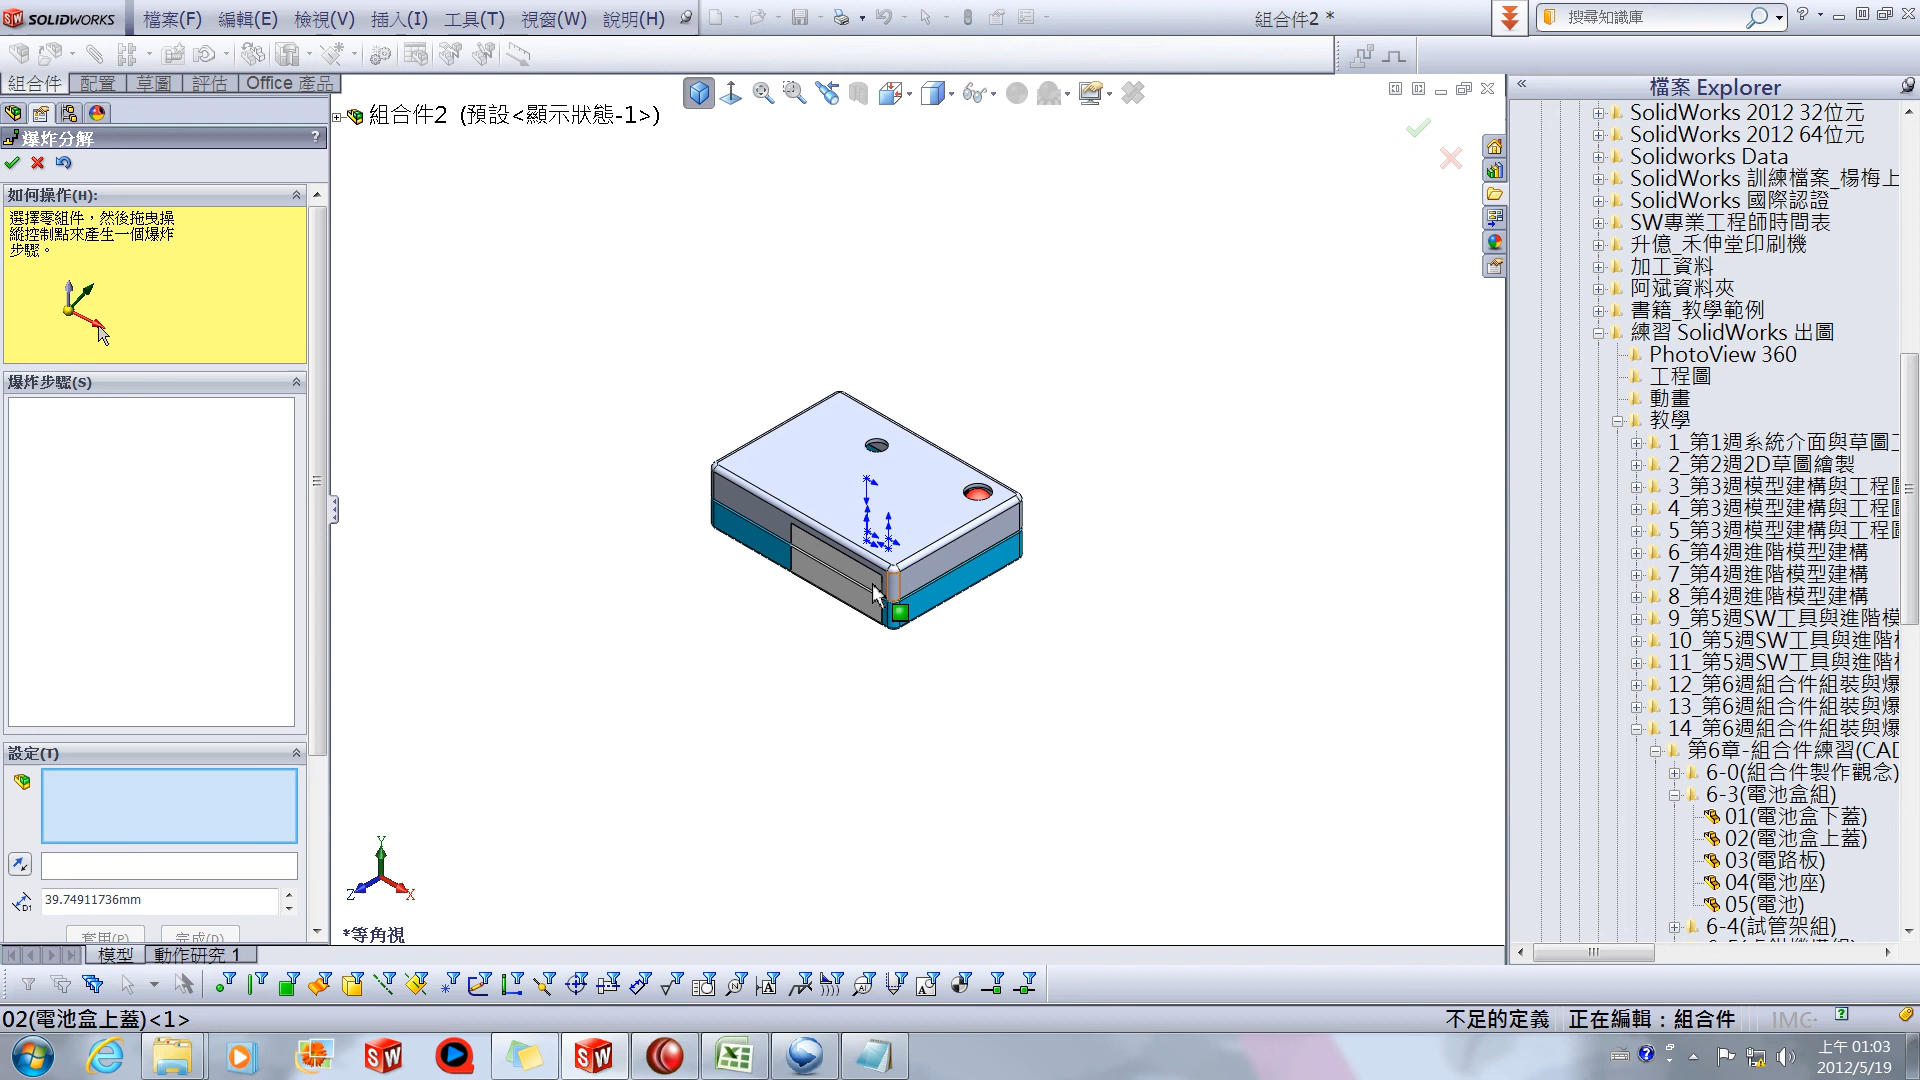 SOLIDWORKS 檔案(F) 編輯(E) 檢視(V) 插入(I) 工具(T) 視窗(W) 說明(H) 組合件2 * 搜尋知識庫
組合件 配置 草圖 評估 Office 產品
爆炸分解 ?
如何操作(H):
選擇零組件，然後拖曳操
縱控制點來產生一個爆炸
步驟。
爆炸步驟(S)
設定(T)
39.74911736mm
套用(P) 完成(D)
組合件2 (預設<顯示狀態-1>)
Y
Z X
*等角視
檔案 Explorer
SolidWorks 2012 32位元
SolidWorks 2012 64位元
Solidworks Data
SolidWorks 訓練檔案_楊梅上
SolidWorks 國際認證
SW專業工程師時間表
升億_禾伸堂印刷機
加工資料
阿斌資料夾
書籍_教學範例
練習 SolidWorks 出圖
PhotoView 360
工程圖
動畫
教學
1_第1週系統介面與草圖工
2_第2週2D草圖繪製
3_第3週模型建構與工程圖
4_第3週模型建構與工程圖
5_第3週模型建構與工程圖
6_第4週進階模型建構
7_第4週進階模型建構
8_第4週進階模型建構
9_第5週SW工具與進階模
10_第5週SW工具與進階模
11_第5週SW工具與進階模
12_第6週組合件組裝與爆
13_第6週組合件組裝與爆
14_第6週組合件組裝與爆
第6章-組合件練習(CAD
6-0(組合件製作觀念)
6-3(電池盒組)
01(電池盒下蓋)
02(電池盒上蓋)
03(電路板)
04(電池座)
05(電池)
6-4(試管架組)
模型 動作研究 1
02(電池盒上蓋)<1> 不足的定義 正在編輯：組合件 IMC-
上午 01:03
2012/5/19